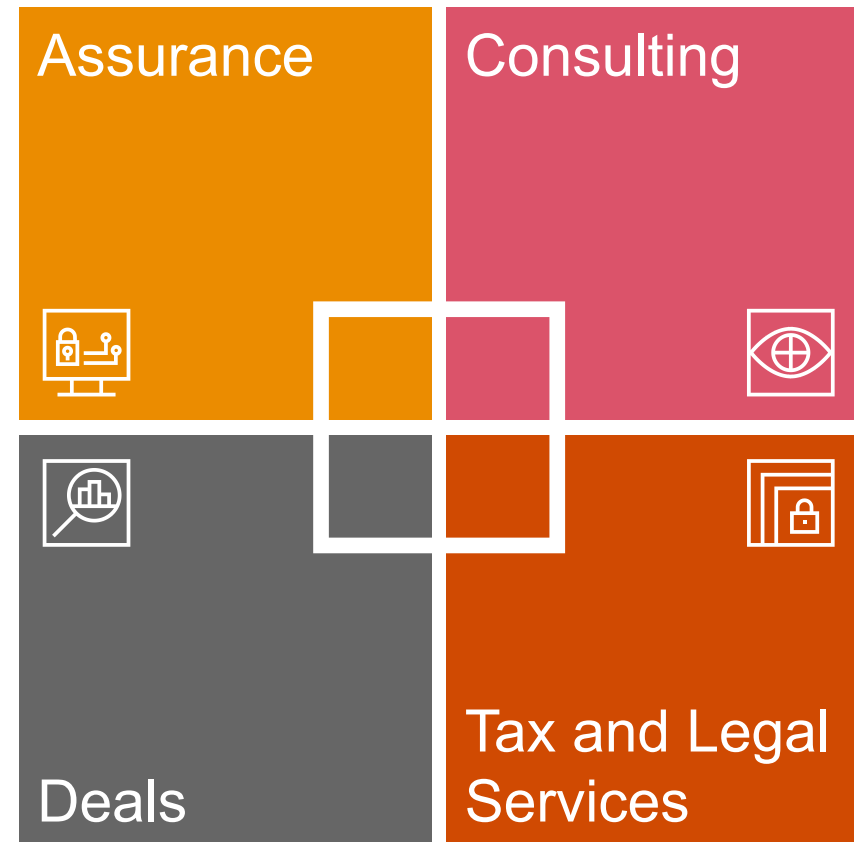 Assurance
Consulting
Deals
Tax and Legal
Services